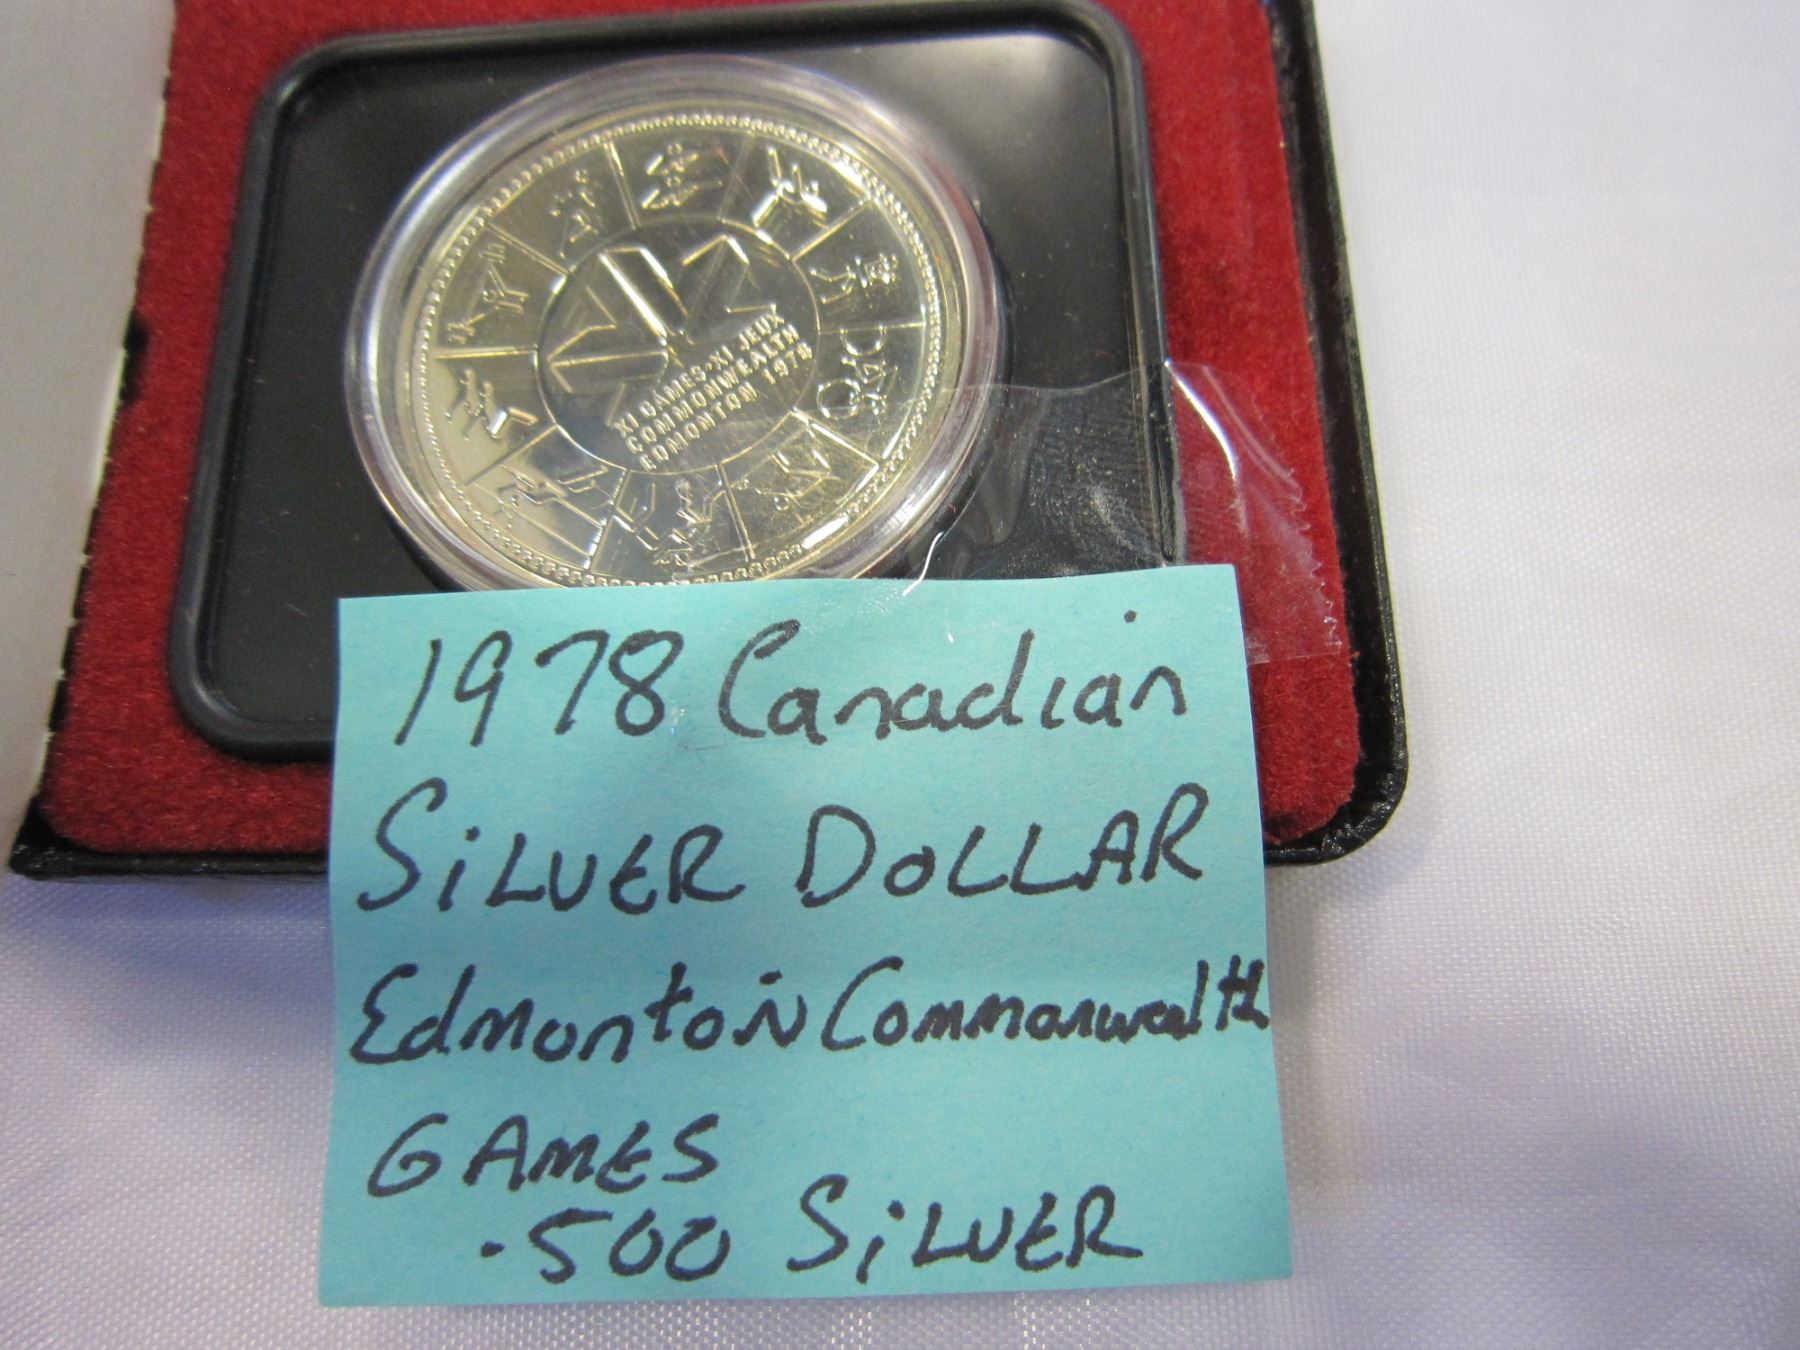 XI GAMES·XI JEUX
COMMONWEALTH
EDMONTON 1978
1978 Canadian
SiLVER DOLLAR
Edmonton Commonwealth
GAMES
.500 SiLVER